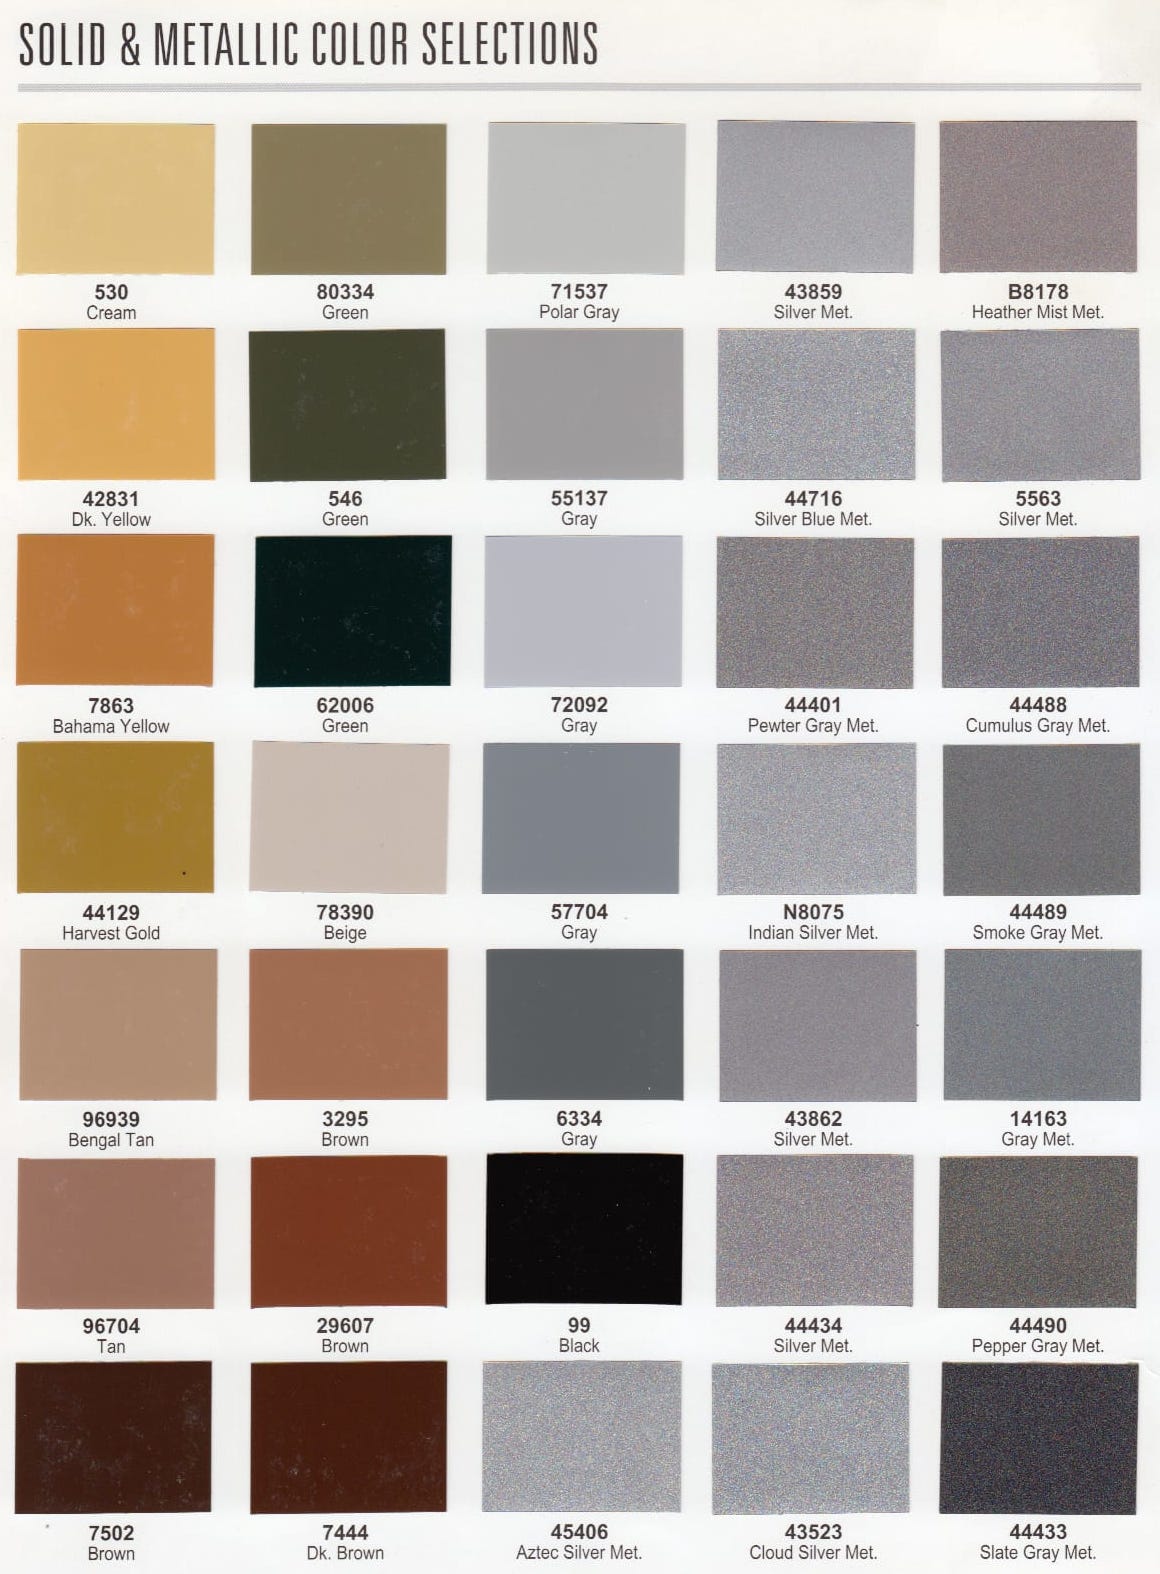 SOLID & METALLIC COLOR SELECTIONS
530 80334 71537 43859 B8178
Cream Green Polar Gray Silver Met. Heather Mist Met.
42831 546 55137 44716 5563
Dk. Yellow Green Gray Silver Blue Met. Silver Met.
7863 62006 72092 44401 44488
Bahama Yellow Green Gray Pewter Gray Met. Cumulus Gray Met.
44129 78390 57704 N8075 44489
Harvest Gold Beige Gray Indian Silver Met. Smoke Gray Met.
96939 3295 6334 43862 14163
Bengal Tan Brown Gray Silver Met. Gray Met.
96704 29607 99 44434 44490
Tan Brown Black Silver Met. Pepper Gray Met.
7502 7444 45406 43523 44433
Brown Dk. Brown Aztec Silver Met. Cloud Silver Met. Slate Gray Met.